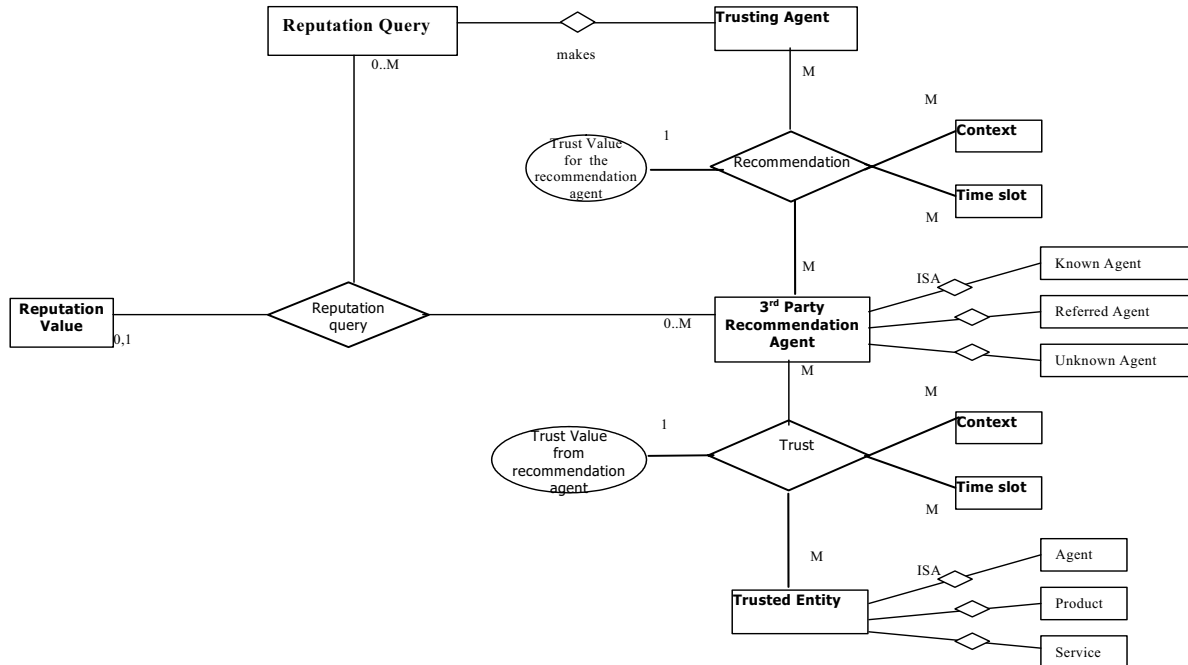 Reputation Query
Trusting Agent
makes
0..M
M
M
1
Context
Trust Value
for the
recommendation
agent
Recommendation
Time slot
M
M
ISA
Known Agent
Reputation
Value
0,1
Reputation
query
0..M
3rd Party
Recommendation
Agent
Referred Agent
Unknown Agent
M
M
1
Context
Trust Value
from
recommendation
agent
Trust
Time slot
M
M
ISA
Agent
Trusted Entity
Product
Service